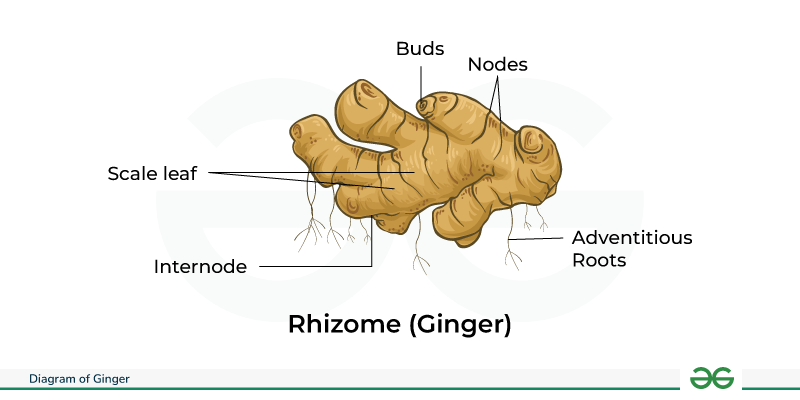 Buds
Nodes
Scale leaf
Adventitious
Roots
Internode
Rhizome (Ginger)
Diagram of Ginger